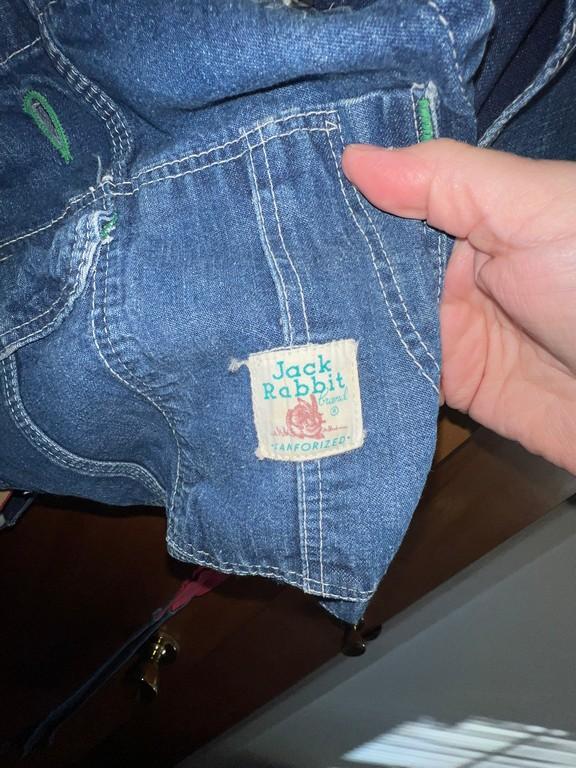 Jack
Rabbit
brand
®
"SANFORIZED"